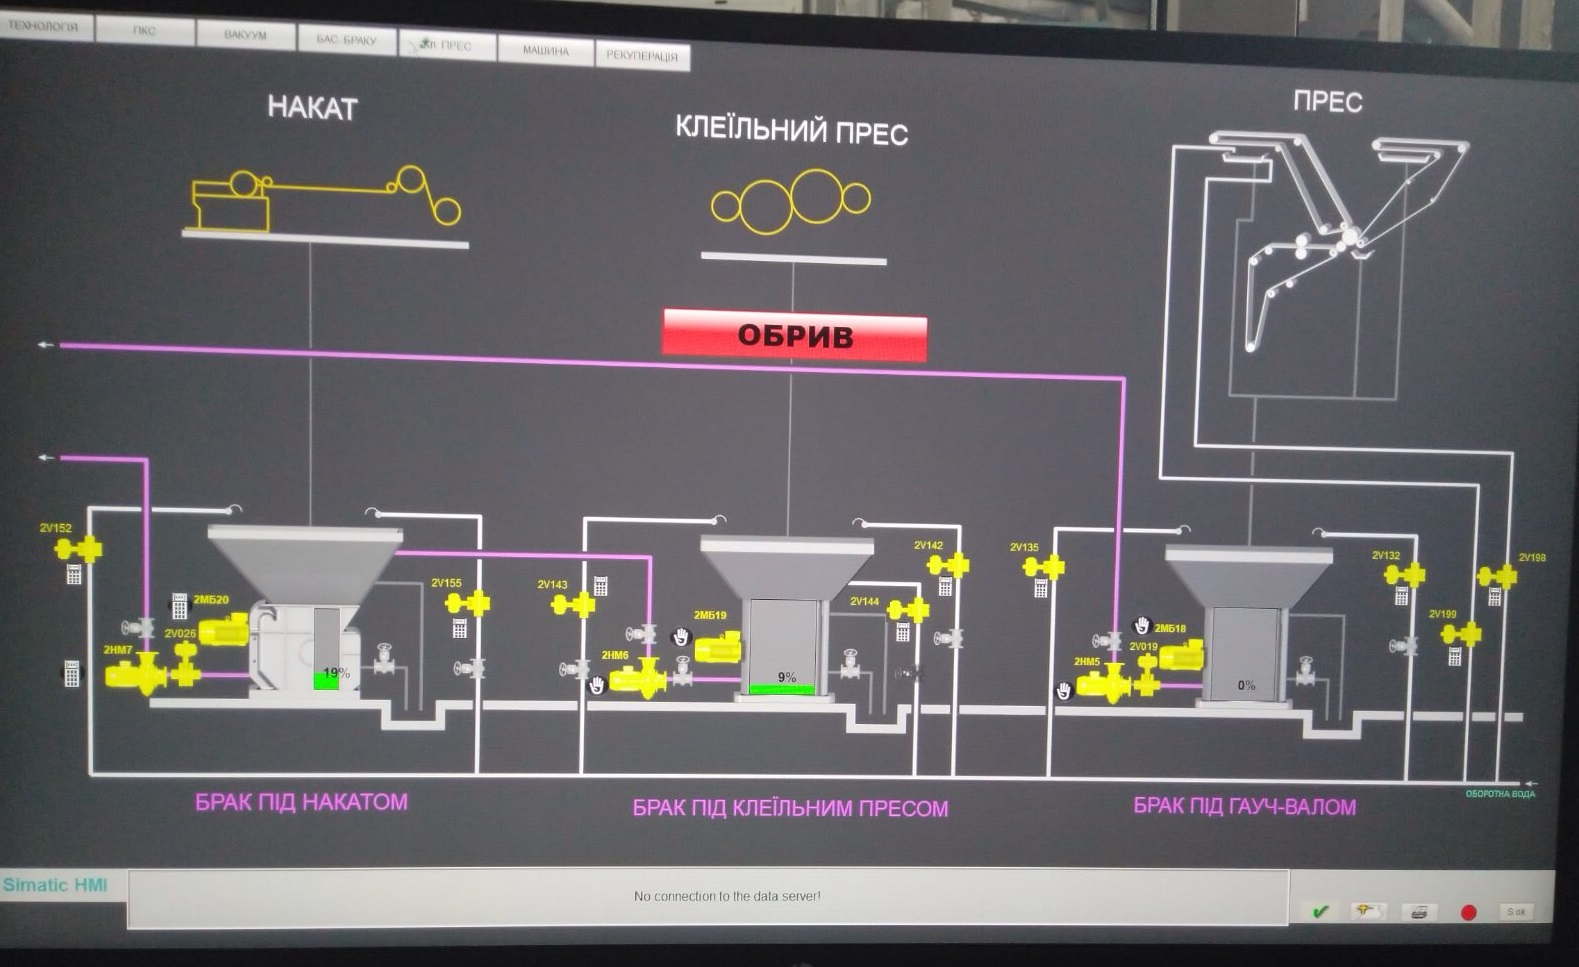 ТЕХНОЛОГІЯ
ПКС
ВАКУУМ
БАС. БРАКУ
КЛ. ПРЕС
МАШИНА
РЕКУПЕРАЦІЯ
НАКАТ
КЛЕЇЛЬНИЙ ПРЕС
ПРЕС
ОБРИВ
2V152
2МБ20
2V026
2НМ7
19%
2V155
2V143
2МБ19
2НМ6
9%
2V142
2V144
2V135
2МБ18
2V019
2НМ5
0%
2V132
2V198
2V199
БРАК ПІД НАКАТОМ
БРАК ПІД КЛЕЇЛЬНИМ ПРЕСОМ
БРАК ПІД ГАУЧ-ВАЛОМ
ОБОРОТНА ВОДА
Simatic HMI
No connection to the data server!